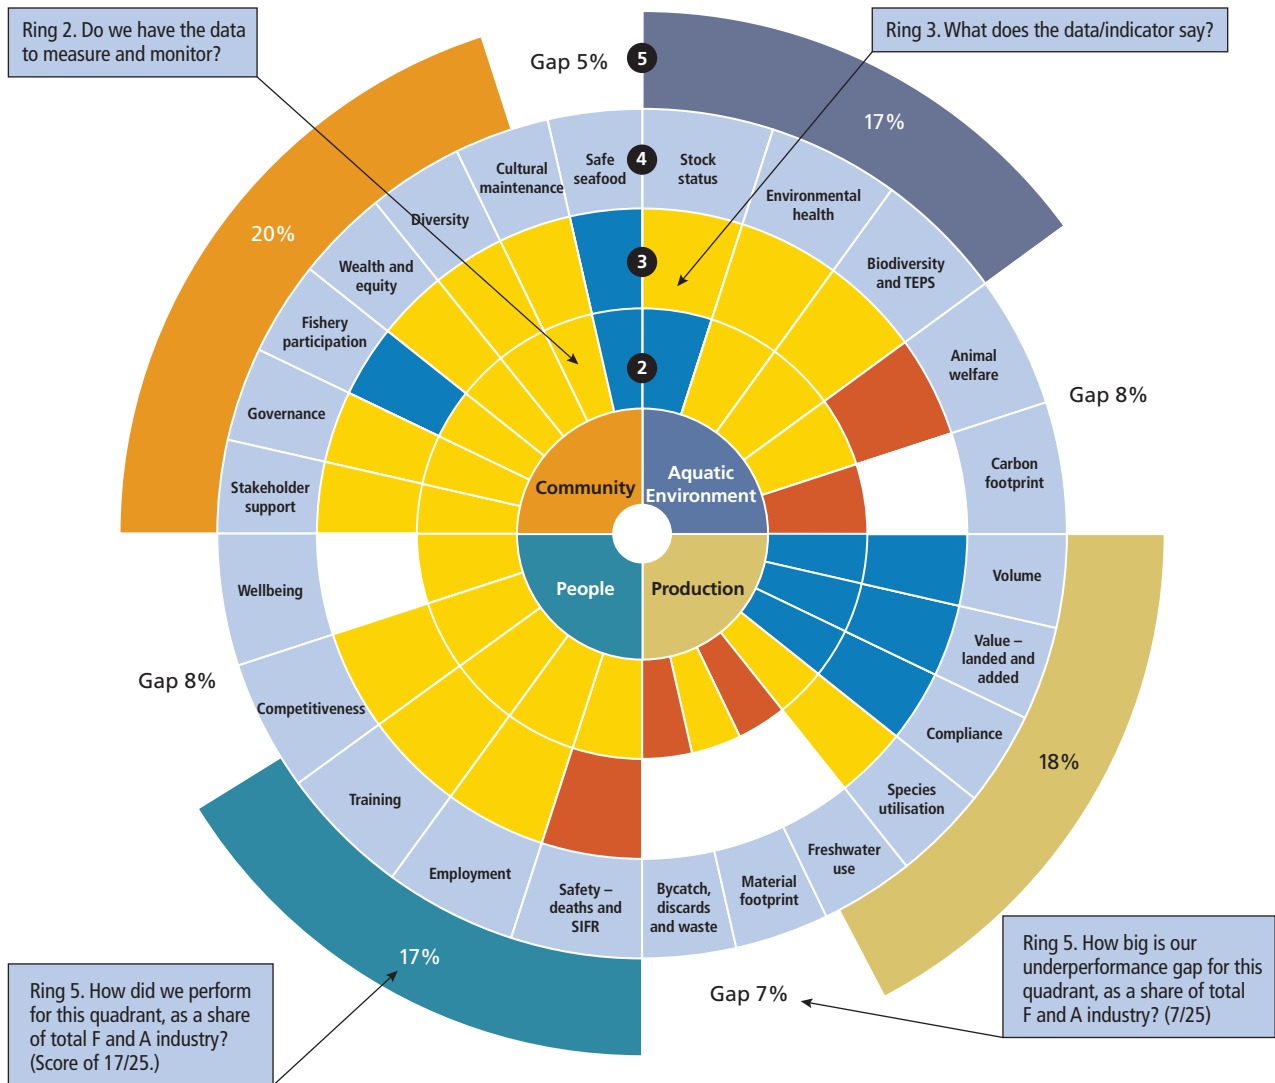 Ring 2. Do we have the data
to measure and monitor?
Ring 3. What does the data/indicator say?
Gap 5%
5
17%
4
Safe
seafood
Stock
status
Cultural
maintenance
Environmental
health
Diversity
20%
Biodiversity
and TEPS
Wealth and
equity
3
Fishery
participation
Animal
welfare
2
Gap 8%
Governance
Carbon
footprint
Stakeholder
support
Community
Aquatic
Environment
People
Production
Wellbeing
Volume
Value –
landed and
added
Gap 8%
Competitiveness
Compliance
18%
Training
Species
utilisation
Employment
Freshwater
use
Safety –
deaths and
SIFR
Bycatch,
discards
and waste
Material
footprint
17%
Gap 7%
Ring 5. How big is our
underperformance gap for this
quadrant, as a share of total
F and A industry? (7/25)
Ring 5. How did we perform
for this quadrant, as a share
of total F and A industry?
(Score of 17/25.)